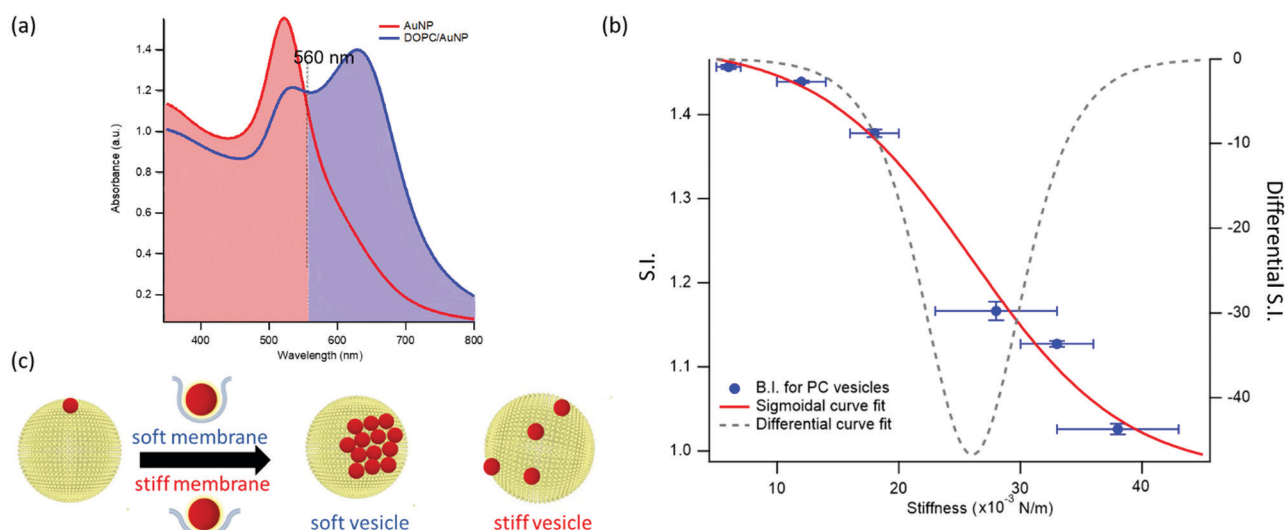 (a)
AuNP
DOPC/AuNP
560 nm
1.4
1.2
1.0
0.8
0.6
0.4
0.2
Absorbance (a.u.)
400
500
600
700
800
Wavelength (nm)
(b)
1.4
1.3
1.2
1.1
1.0
S.I.
0
-10
-20
-30
-40
Differential S.I.
B.I. for PC vesicles
Sigmoidal curve fit
Differential curve fit
10
20
30
40
Stiffness (x10⁻³ N/m)
(c)
soft membrane
stiff membrane
soft vesicle
stiff vesicle